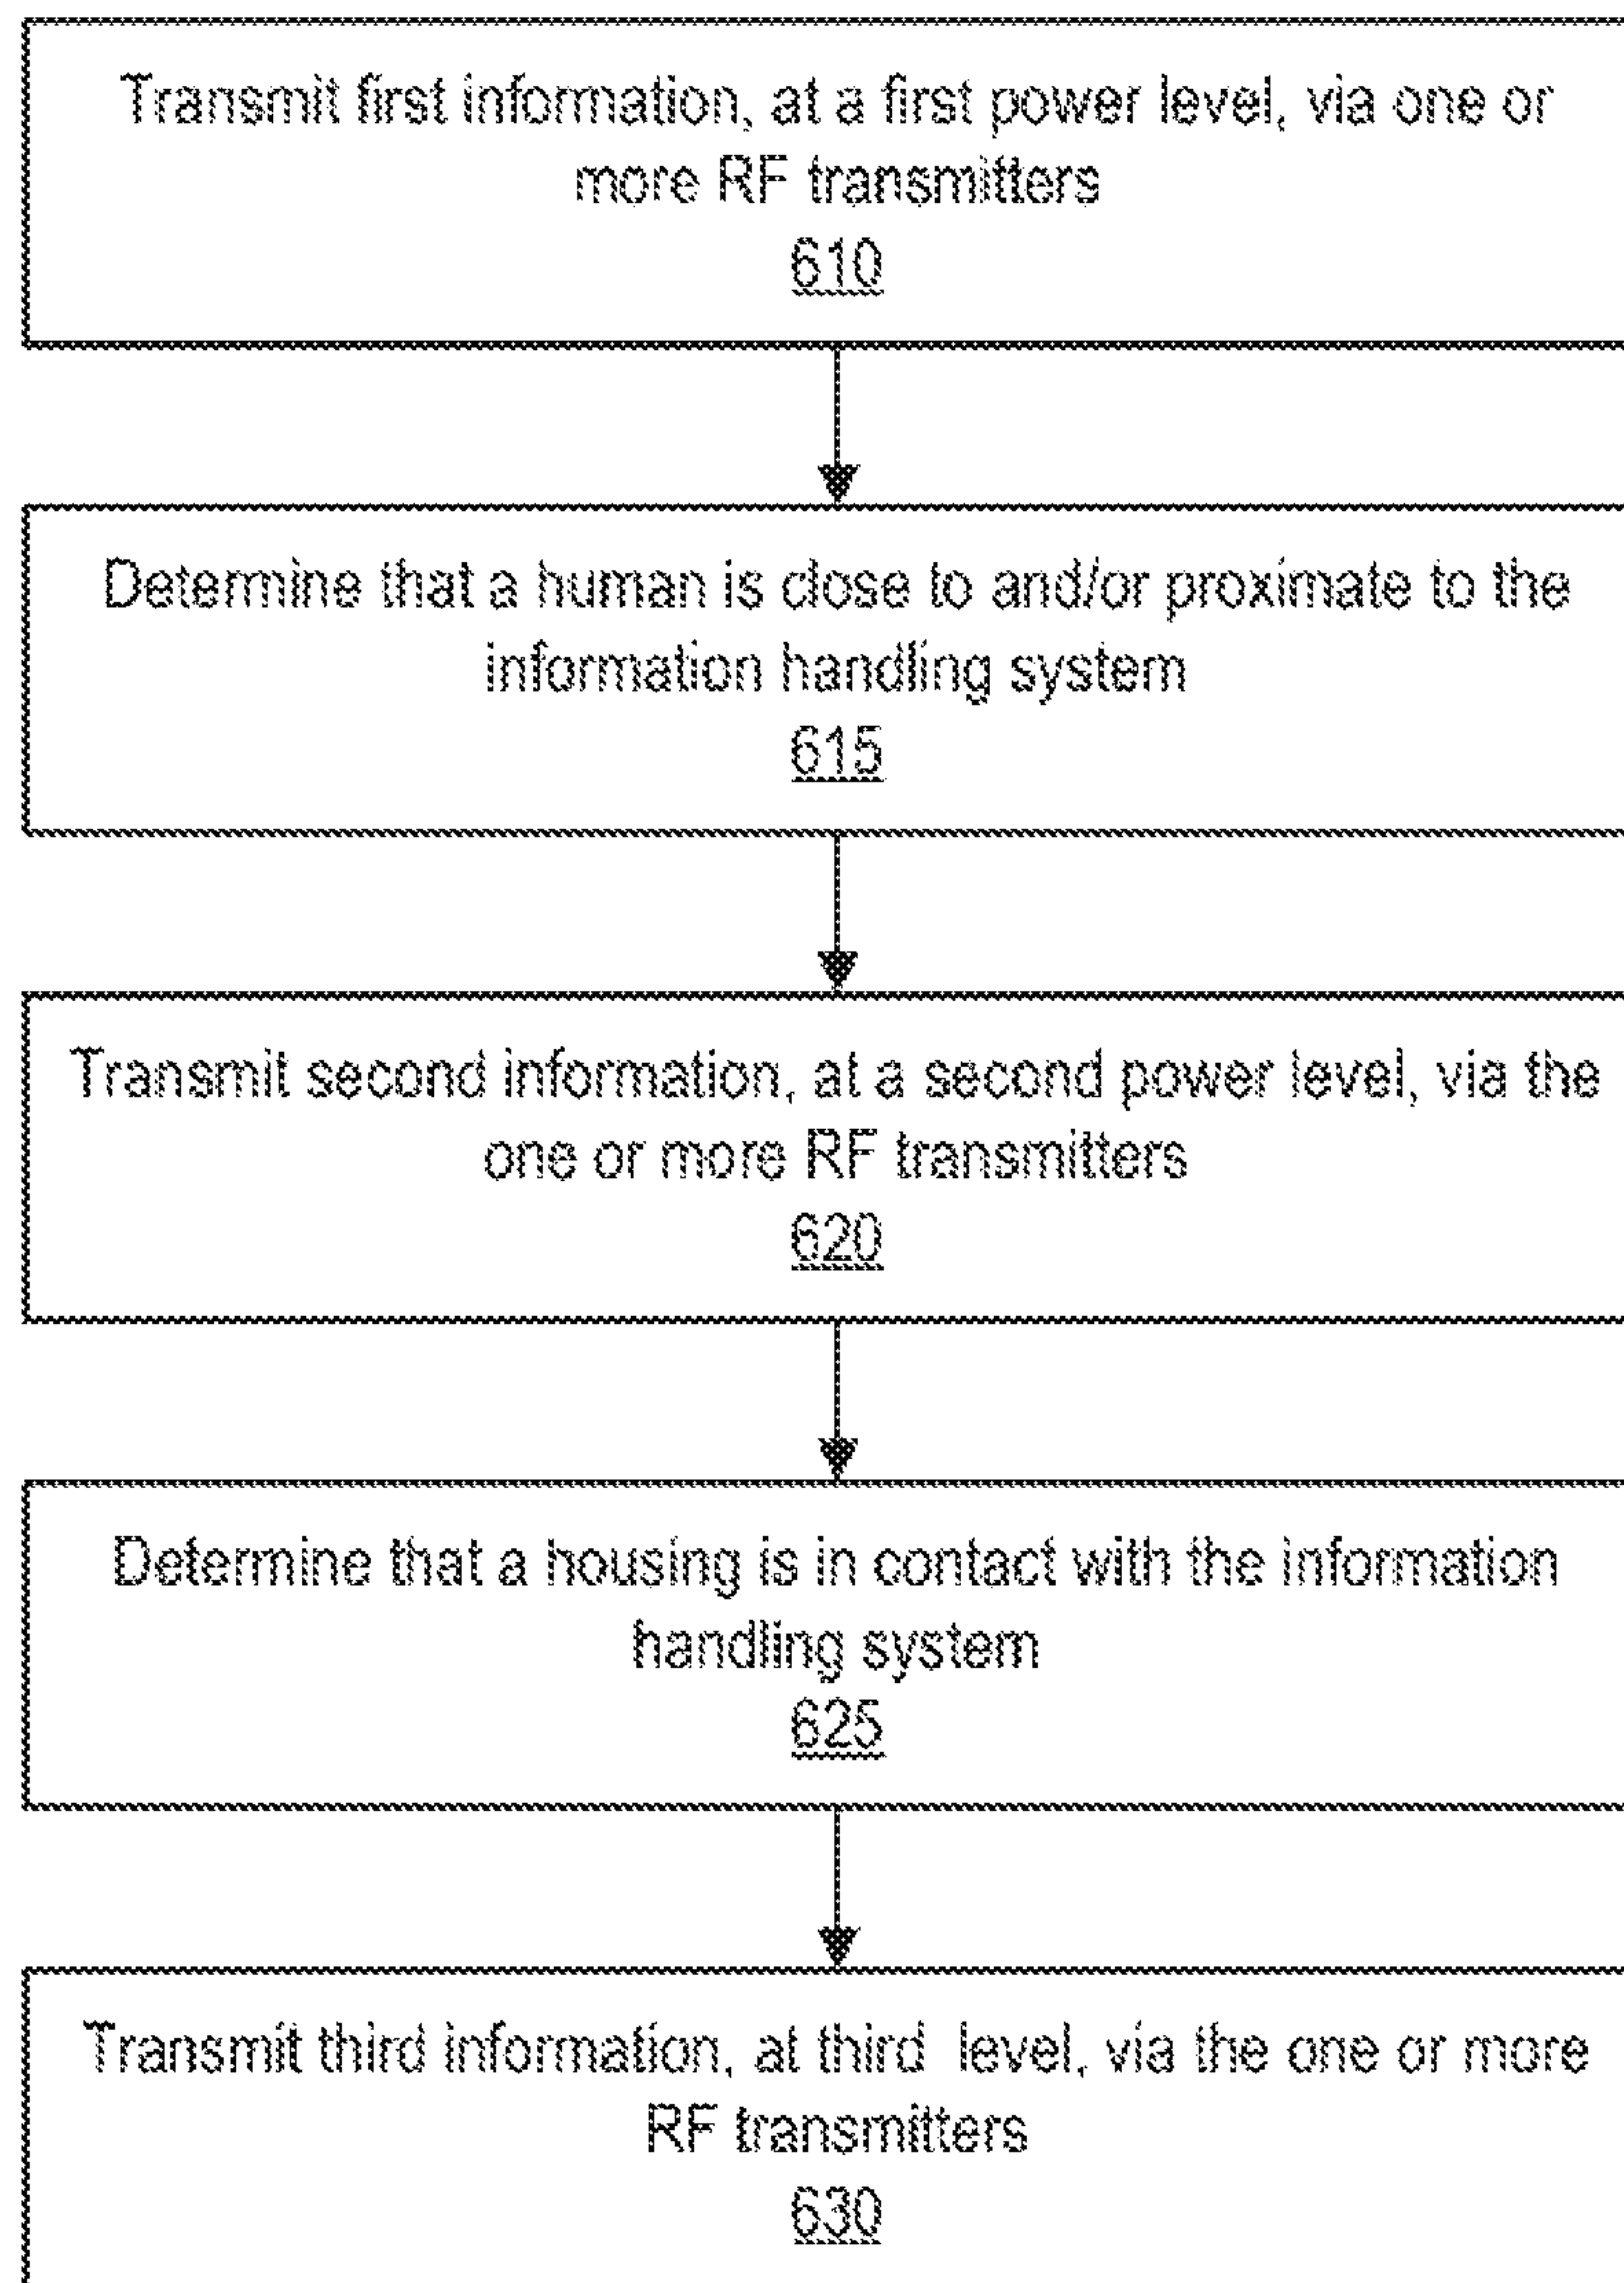 Transmit first information, at a first power level, via one or
more RF transmitters
610
Determine that a human is close to and/or proximate to the
information handling system
615
Transmit second information, at a second power level, via the
one or more RF transmitters
620
Determine that a housing is in contact with the information
handling system
625
Transmit third information, at third  level, via the one or more
RF transmitters
630